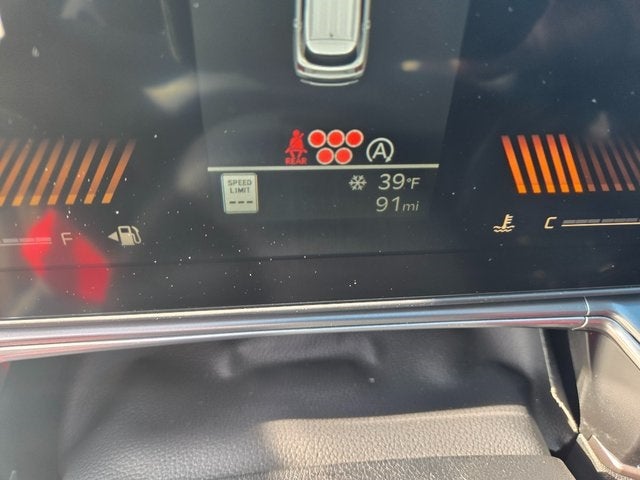 REAR
A
SPEED
LIMIT
---
39°F
91mi
F
C